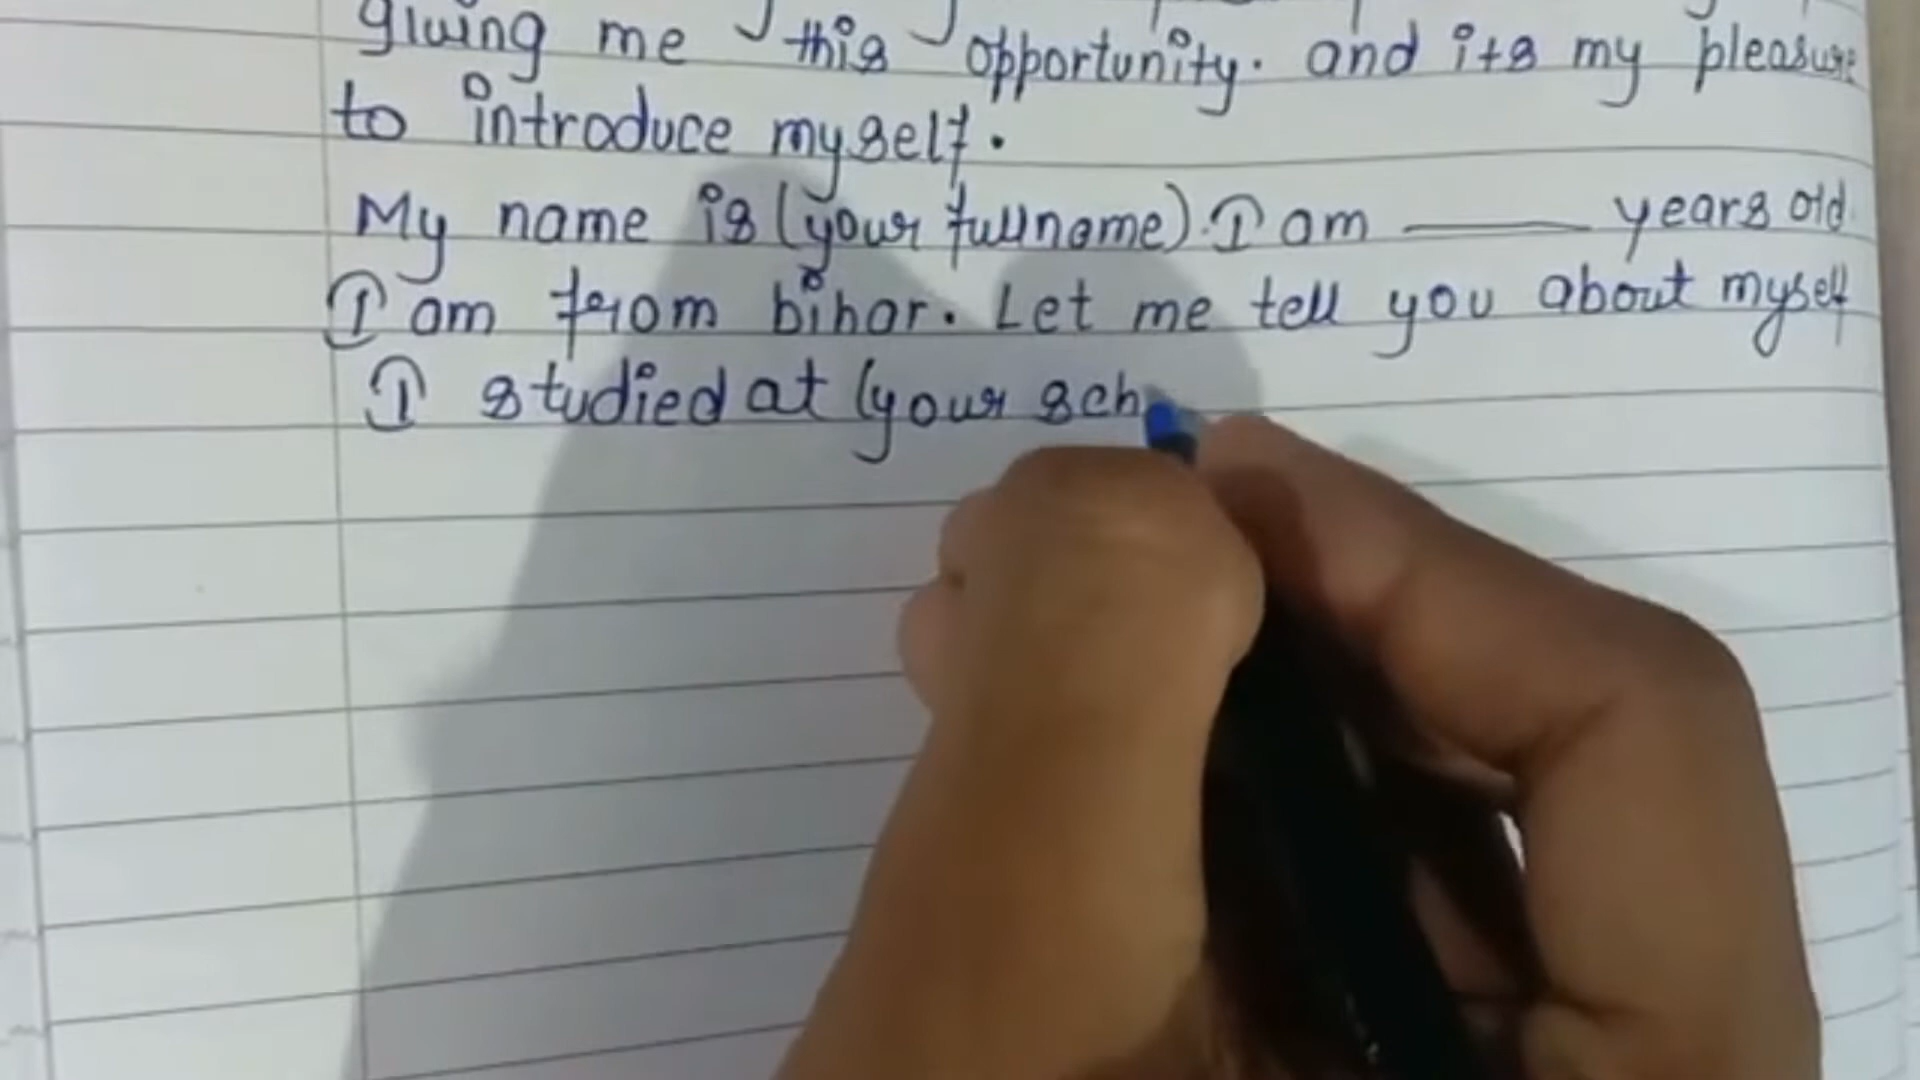 giving me this opportunity. and its my pleasure
to introduce myself.
My name is (your fullname). I am ——— years old.
I am from bihar. Let me tell you about myself
I studied at (your sch